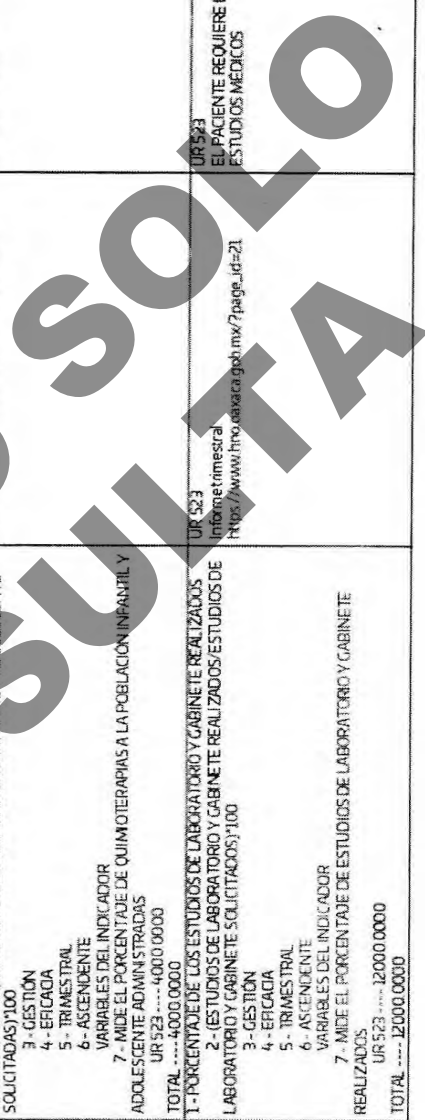 SOLICITADAS)*100
3 - GESTIÓN
4 - EFICACIA
5 - TRIMESTRAL
6 - ASCENDENTE
VARIABLES DEL INDICADOR
7 - MIDE EL PORCENTAJE DE QUIMIOTERAPIAS A LA POBLACIÓN INFANTIL Y
ADOLESCENTE ADMINISTRADAS
UR 523 ---- 4000.0000
TOTAL ---- 4000.0000
1 - PORCENTAJE DE LOS ESTUDIOS DE LABORATORIO Y GABINETE REALIZADOS
2 - (ESTUDIOS DE LABORATORIO Y GABINETE REALIZADOS/ESTUDIOS DE
LABORATORIO Y GABINETE SOLICITADOS)*100
3 - GESTIÓN
4 - EFICACIA
5 - TRIMESTRAL
6 - ASCENDENTE
VARIABLES DEL INDICADOR
7 - MIDE EL PORCENTAJE DE ESTUDIOS DE LABORATORIO Y GABINETE
REALIZADOS
UR 523 ---- 12000.0000
TOTAL ---- 12000.0000
UR 523
Informe trimestral
https://www.hno.oaxaca.gob.mx/?page_id=21
UR 523
EL PACIENTE REQUIERE
ESTUDIOS MÉDICOS
SOLO
SULTA